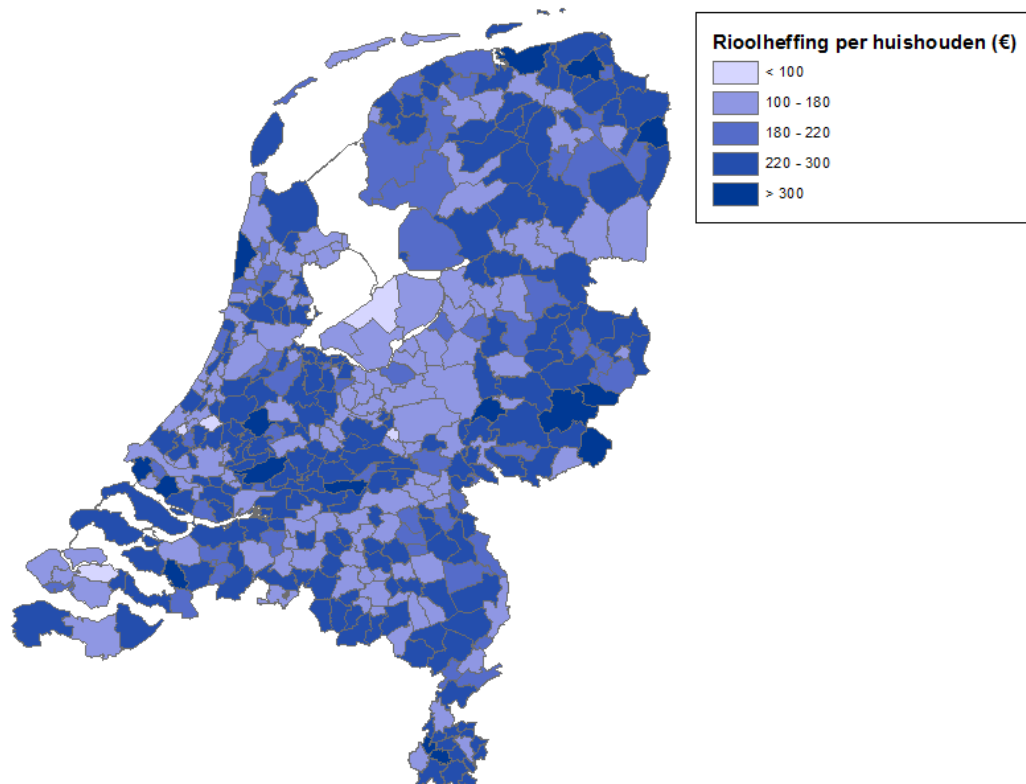 Rioolheffing per huishouden (€)
< 100
100 - 180
180 - 220
220 - 300
> 300